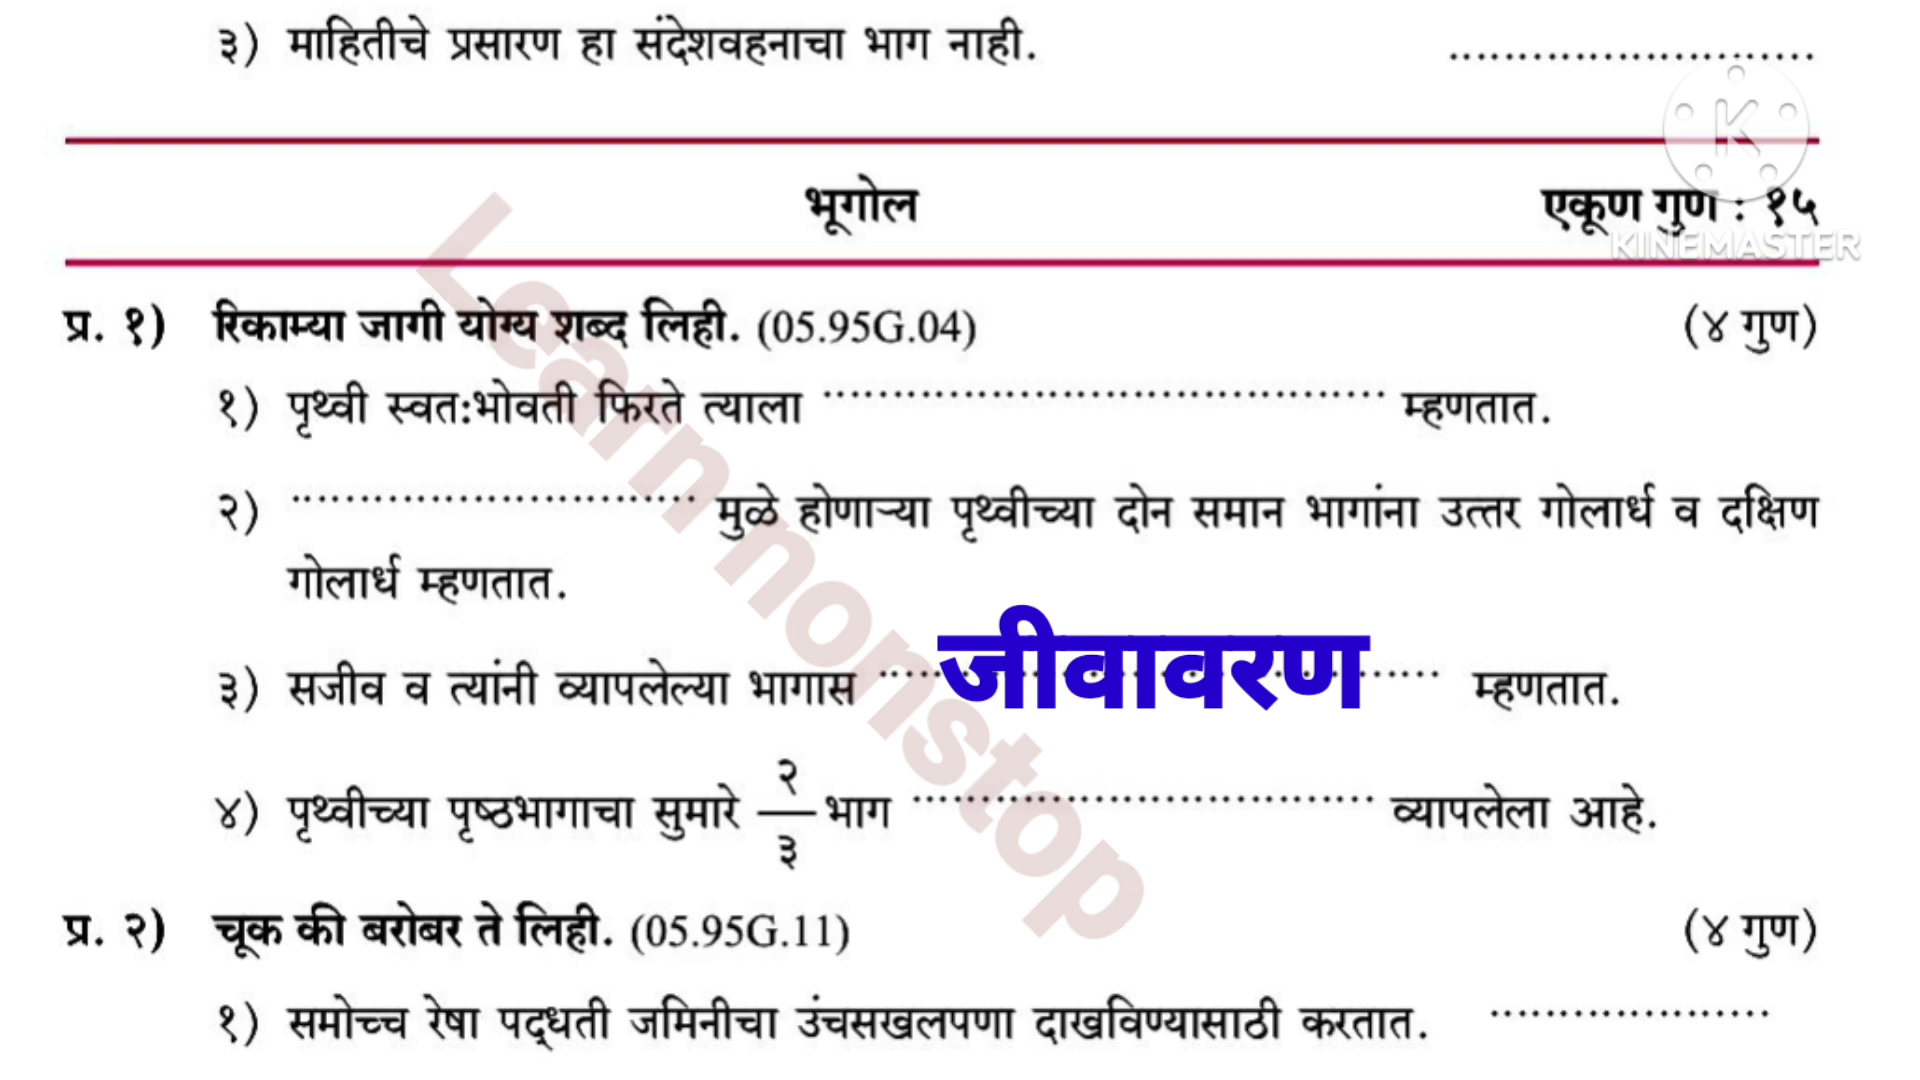 ३) माहितीचे प्रसारण हा संदेशवहनाचा भाग नाही. ..........................
भूगोल एकूण गुण : १५
KINEMASTER
प्र. १) रिकाम्या जागी योग्य शब्द लिही. (05.95G.04) (४ गुण)
१) पृथ्वी स्वत:भोवती फिरते त्याला ........................................ म्हणतात.
२) ............................. मुळे होणाऱ्या पृथ्वीच्या दोन समान भागांना उत्तर गोलार्ध व दक्षिण
गोलार्ध म्हणतात.
३) सजीव व त्यांनी व्यापलेल्या भागास जीवावरण म्हणतात.
४) पृथ्वीच्या पृष्ठभागाचा सुमारे २/३ भाग ................................. व्यापलेला आहे.
प्र. २) चूक की बरोबर ते लिही. (05.95G.11) (४ गुण)
१) समोच्च रेषा पद्धती जमिनीचा उंचसखलपणा दाखविण्यासाठी करतात. ....................
Learn nonstop